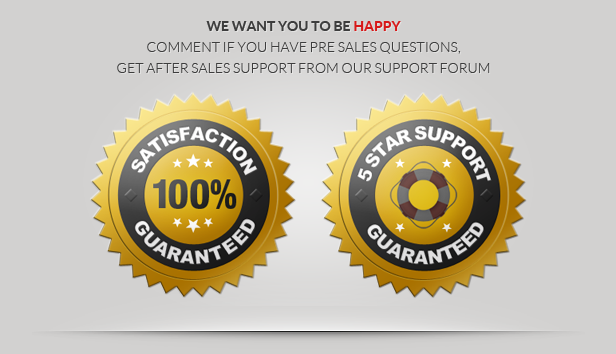 WE WANT YOU TO BE HAPPY
COMMENT IF YOU HAVE PRE SALES QUESTIONS,
GET AFTER SALES SUPPORT FROM OUR SUPPORT FORUM
SATISFACTION
100%
GUARANTEED
5 STAR SUPPORT
GUARANTEED